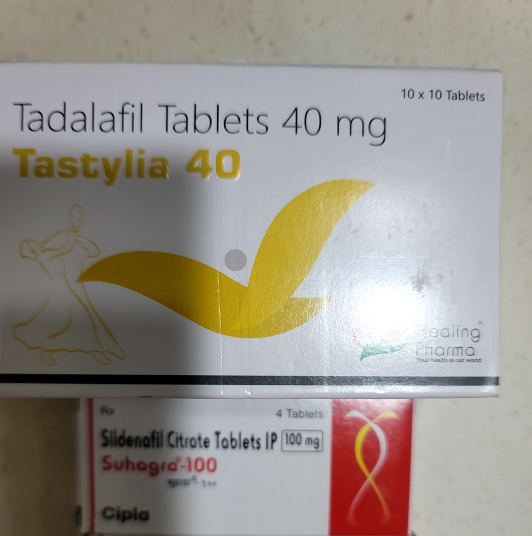 10 x 10 Tablets
Tadalafil Tablets 40 mg
Tastylia 40
Healing
Pharma
Your health is our world
Rx
4 Tablets
Sildenafil Citrate Tablets IP 100 mg
Suhagra®-100
Cipla